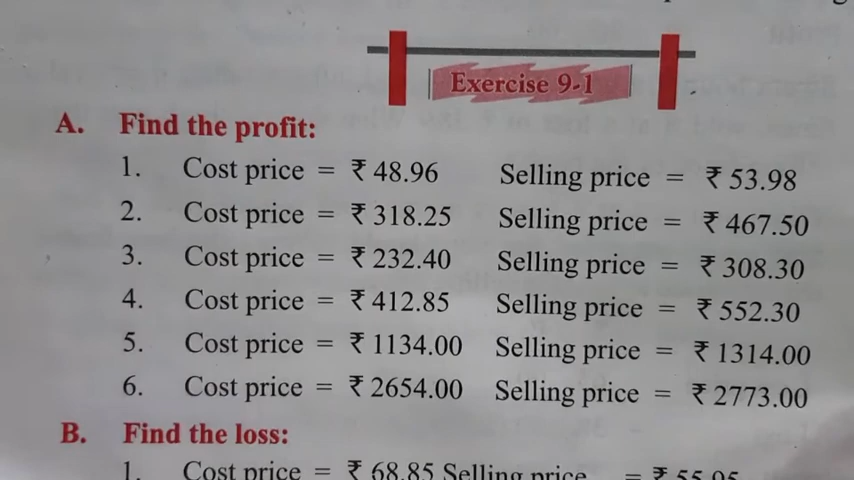 Exercise 9-1
A. Find the profit:
1. Cost price = ₹ 48.96 Selling price = ₹ 53.98
2. Cost price = ₹ 318.25 Selling price = ₹ 467.50
3. Cost price = ₹ 232.40 Selling price = ₹ 308.30
4. Cost price = ₹ 412.85 Selling price = ₹ 552.30
5. Cost price = ₹ 1134.00 Selling price = ₹ 1314.00
6. Cost price = ₹ 2654.00 Selling price = ₹ 2773.00
B. Find the loss:
1. Cost price = ₹ 68.85 Selling price = ₹